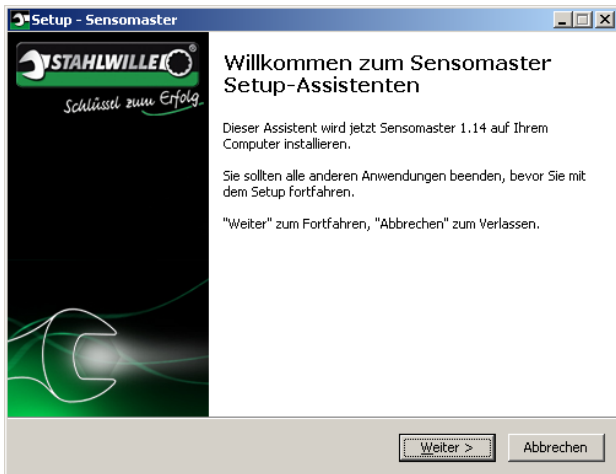 Setup - Sensomaster
STAHLWILLE®
Schlüssel zum Erfolg
Willkommen zum Sensomaster
Setup-Assistenten
Dieser Assistent wird jetzt Sensomaster 1.14 auf Ihrem
Computer installieren.
Sie sollten alle anderen Anwendungen beenden, bevor Sie mit
dem Setup fortfahren.
"Weiter" zum Fortfahren, "Abbrechen" zum Verlassen.
Weiter >
Abbrechen